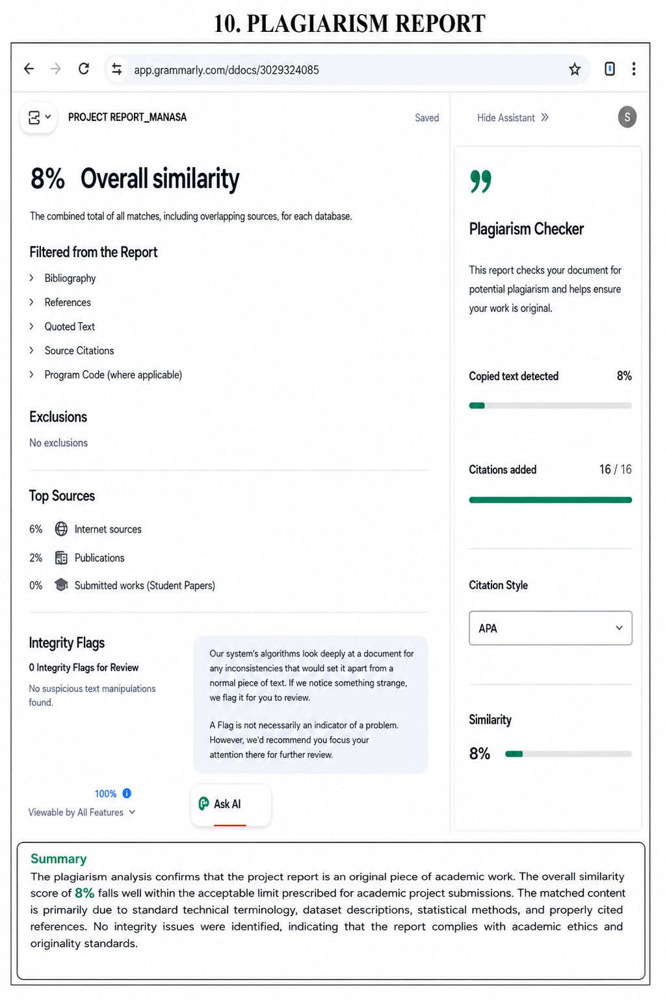 10. PLAGIARISM REPORT
app.grammarly.com/ddocs/3029324085
PROJECT REPORT_MANASA
Saved
Hide Assistant
S
8% Overall similarity
The combined total of all matches, including overlapping sources, for each database.
Filtered from the Report
Bibliography
References
Quoted Text
Source Citations
Program Code (where applicable)
Exclusions
No exclusions
Top Sources
6% Internet sources
2% Publications
0% Submitted works (Student Papers)
Integrity Flags
0 Integrity Flags for Review
No suspicious text manipulations
found.
Our system's algorithms look deeply at a document for
any inconsistencies that would set it apart from a
normal piece of text. If we notice something strange,
we flag it for you to review.
A Flag is not necessarily an indicator of a problem.
However, we'd recommend you focus your
attention there for further review.
100%
Viewable by All Features
Ask AI
Plagiarism Checker
This report checks your document for
potential plagiarism and helps ensure
your work is original.
Copied text detected 8%
Citations added 16 / 16
Citation Style
APA
Similarity
8%
Summary
The plagiarism analysis confirms that the project report is an original piece of academic work. The overall similarity
score of 8% falls well within the acceptable limit prescribed for academic project submissions. The matched content
is primarily due to standard technical terminology, dataset descriptions, statistical methods, and properly cited
references. No integrity issues were identified, indicating that the report complies with academic ethics and
originality standards.